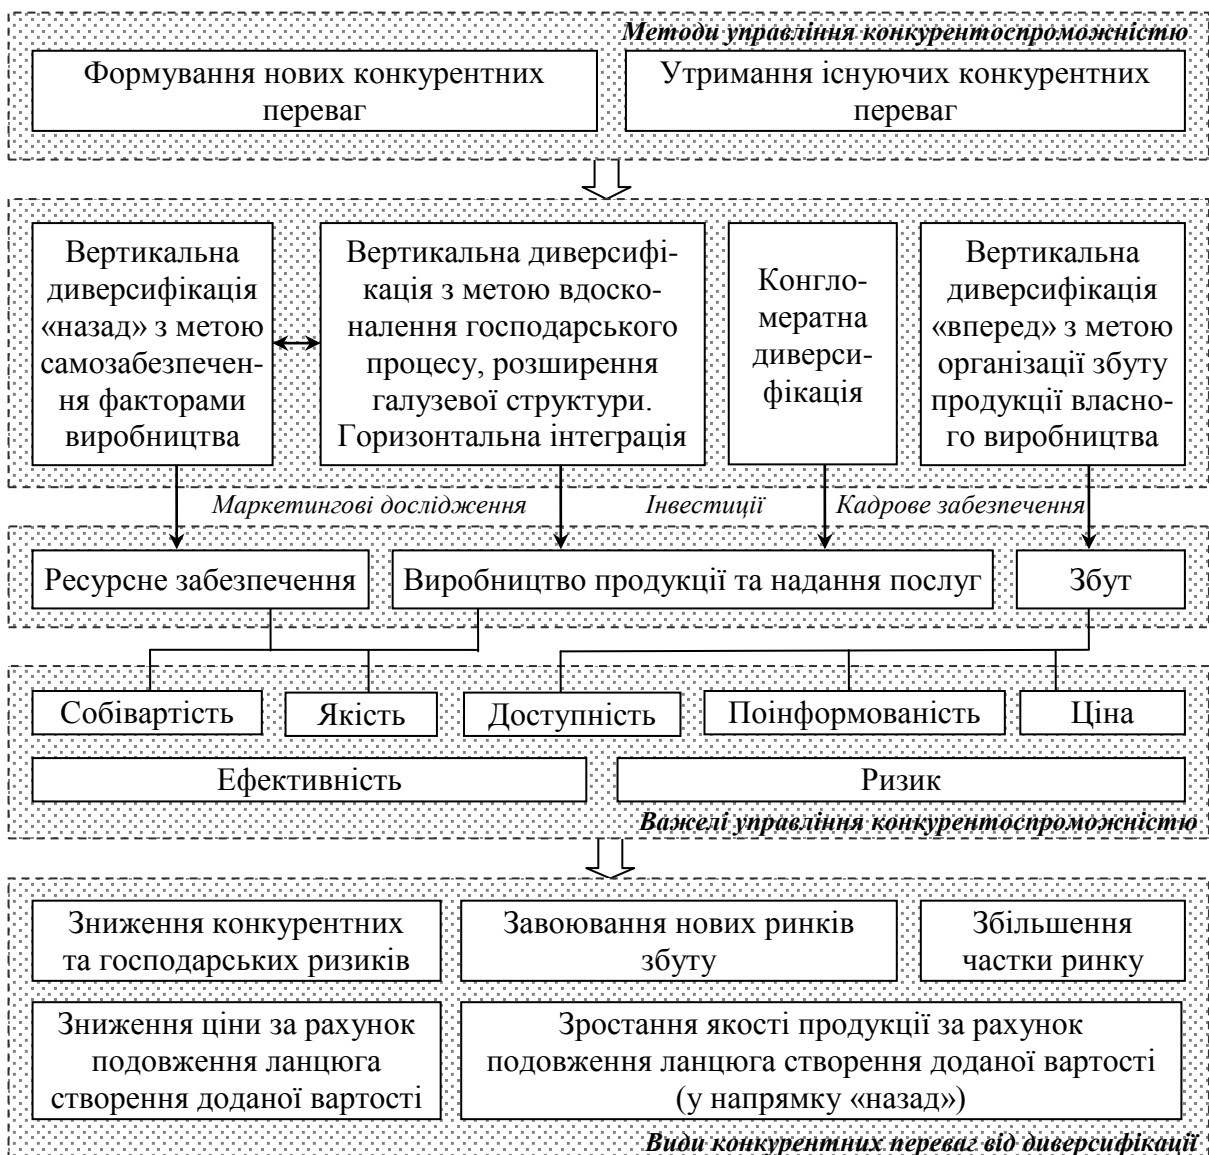 Методи управління конкурентоспроможністю
Формування нових конкурентних
переваг
Утримання існуючих конкурентних
переваг
Вертикальна
диверсифікація
«назад» з метою
самозабезпечен-
ня факторами
виробництва
Вертикальна диверсифі-
кація з метою вдоско-
налення господарського
процесу, розширення
галузевої структури.
Горизонтальна інтеграція
Конгло-
мератна
диверси-
фікація
Вертикальна
диверсифікація
«вперед» з метою
організації збуту
продукції власно-
го виробництва
Маркетингові дослідження
Інвестиції
Кадрове забезпечення
Ресурсне забезпечення
Виробництво продукції та надання послуг
Збут
Собівартість
Якість
Доступність
Поінформованість
Ціна
Ефективність
Ризик
Важелі управління конкурентоспроможністю
Зниження конкурентних
та господарських ризиків
Завоювання нових ринків
збуту
Збільшення
частки ринку
Зниження ціни за рахунок
подовження ланцюга
створення доданої вартості
Зростання якості продукції за рахунок
подовження ланцюга створення доданої вартості
(у напрямку «назад»)
Види конкурентних переваг від диверсифікації